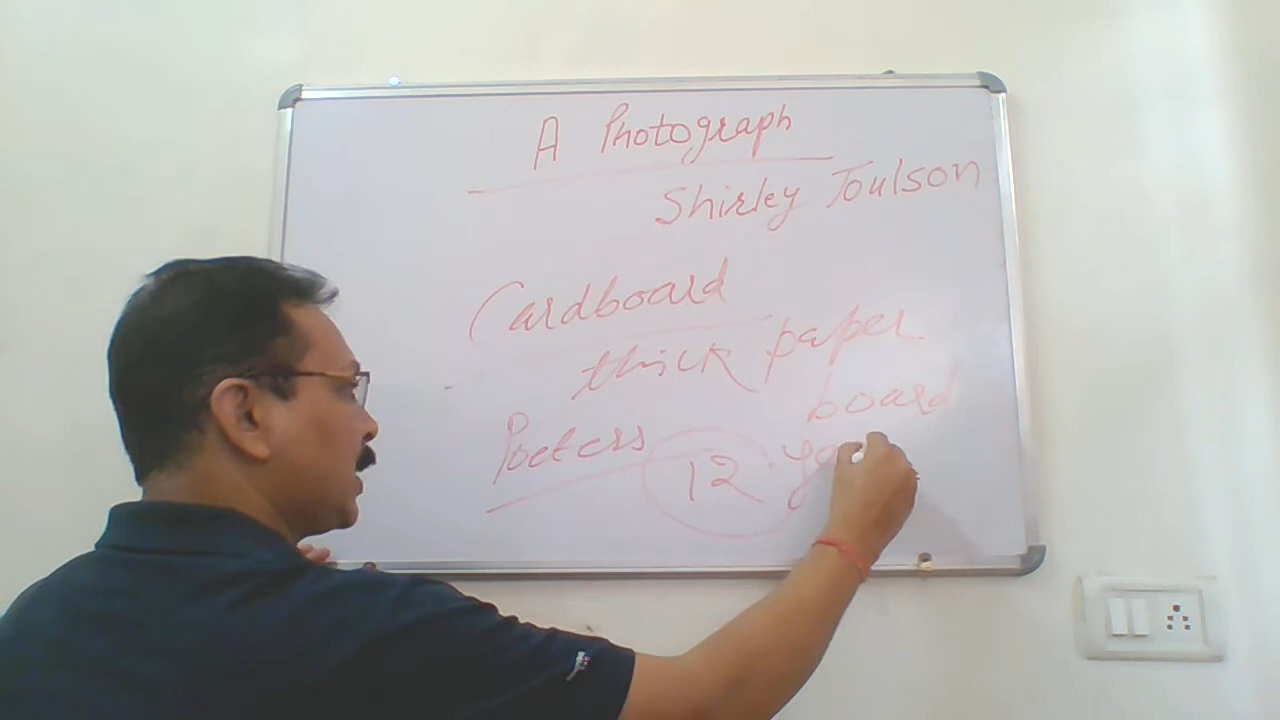 A Photograph
Shirley Toulson
Cardboard
thick paper
board
Poeters 12